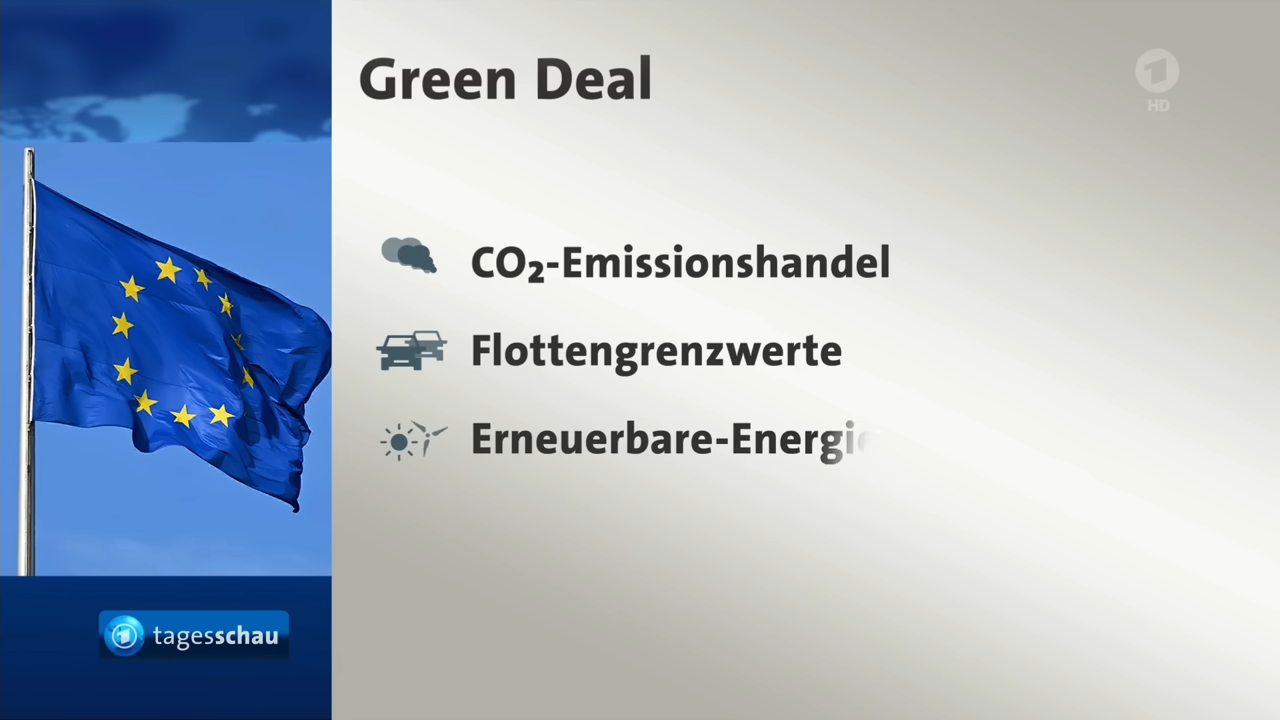 Green Deal
HD
CO₂-Emissionshandel
Flottengrenzwerte
Erneuerbare-Energi
tagesschau